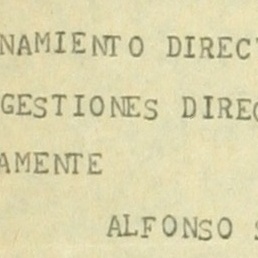 NAMIENTO DIREC
GESTIONES DIREC
AMENTE
ALFONSO S